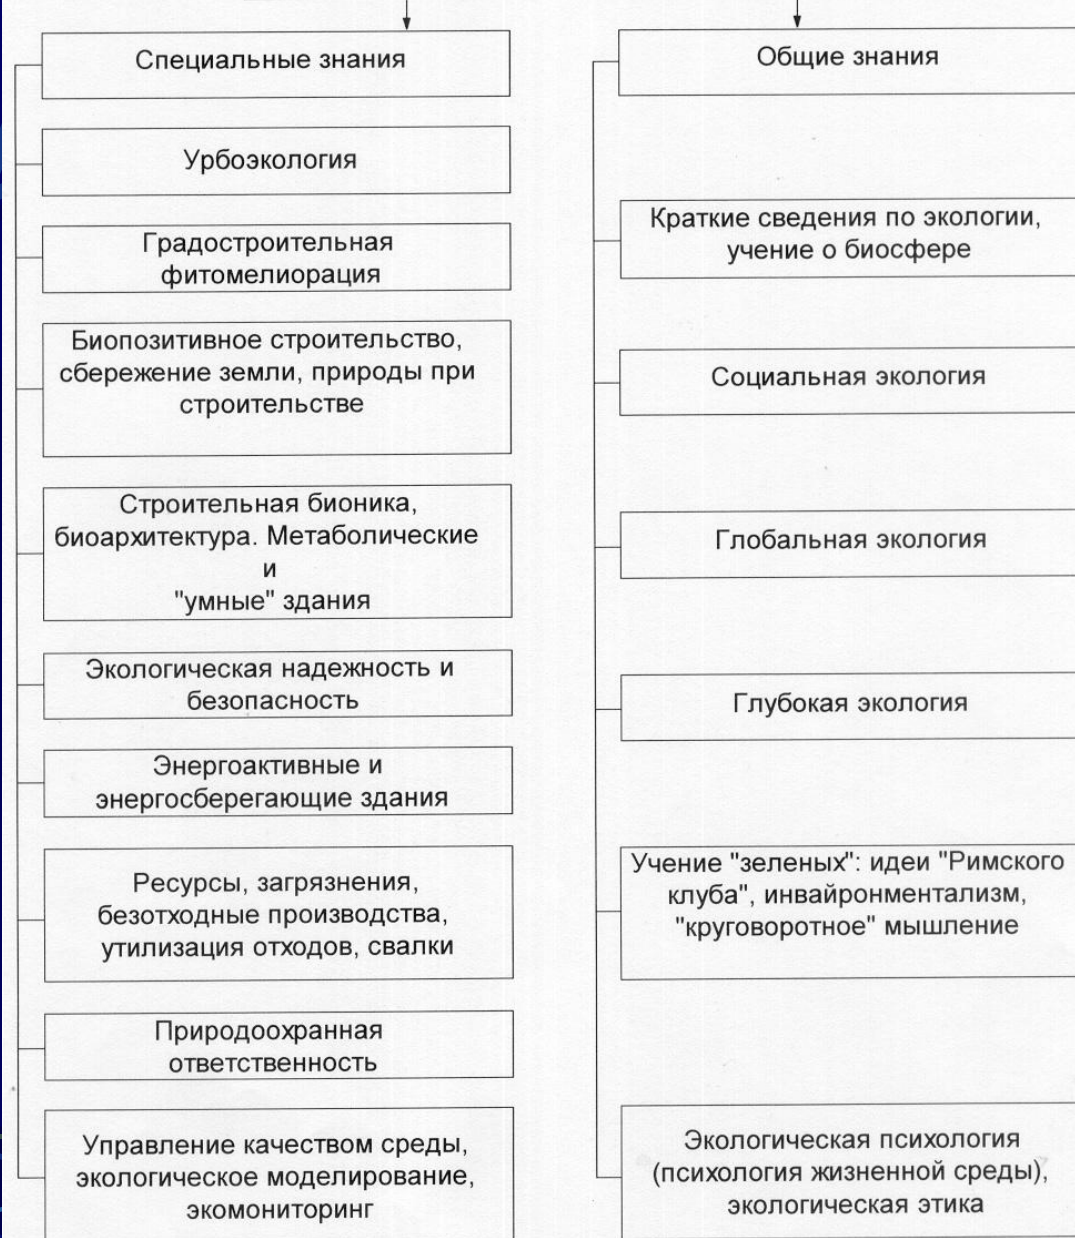 Специальные знания
Урбоэкология
Градостроительная
фитомелиорация
Биопозитивное строительство,
сбережение земли, природы при
строительстве
Строительная бионика,
биоархитектура. Метаболические
и
"умные" здания
Экологическая надежность и
безопасность
Энергоактивные и
энергосберегающие здания
Ресурсы, загрязнения,
безотходные производства,
утилизация отходов, свалки
Природоохранная
ответственность
Управление качеством среды,
экологическое моделирование,
экомониторинг
Общие знания
Краткие сведения по экологии,
учение о биосфере
Социальная экология
Глобальная экология
Глубокая экология
Учение "зеленых": идеи "Римского
клуба", инвайронментализм,
"круговоротное" мышление
Экологическая психология
(психология жизненной среды),
экологическая этика